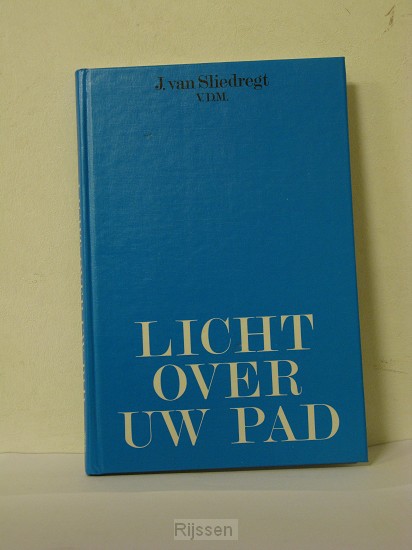 J. van Sliedregt
V.D.M.
LICHT
OVER
UW PAD
Rijssen